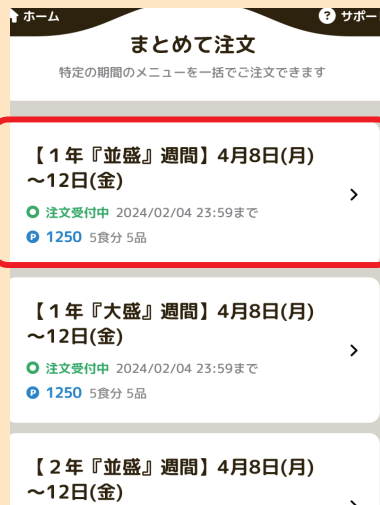 ホーム
? サポー
まとめて注文
特定の期間のメニューを一括でご注文できます
【１年『並盛』週間】4月8日(月)
～12日(金)
注文受付中 2024/02/04 23:59まで
P 1250 5食分 5品
【１年『大盛』週間】4月8日(月)
～12日(金)
注文受付中 2024/02/04 23:59まで
P 1250 5食分 5品
【２年『並盛』週間】4月8日(月)
～12日(金)